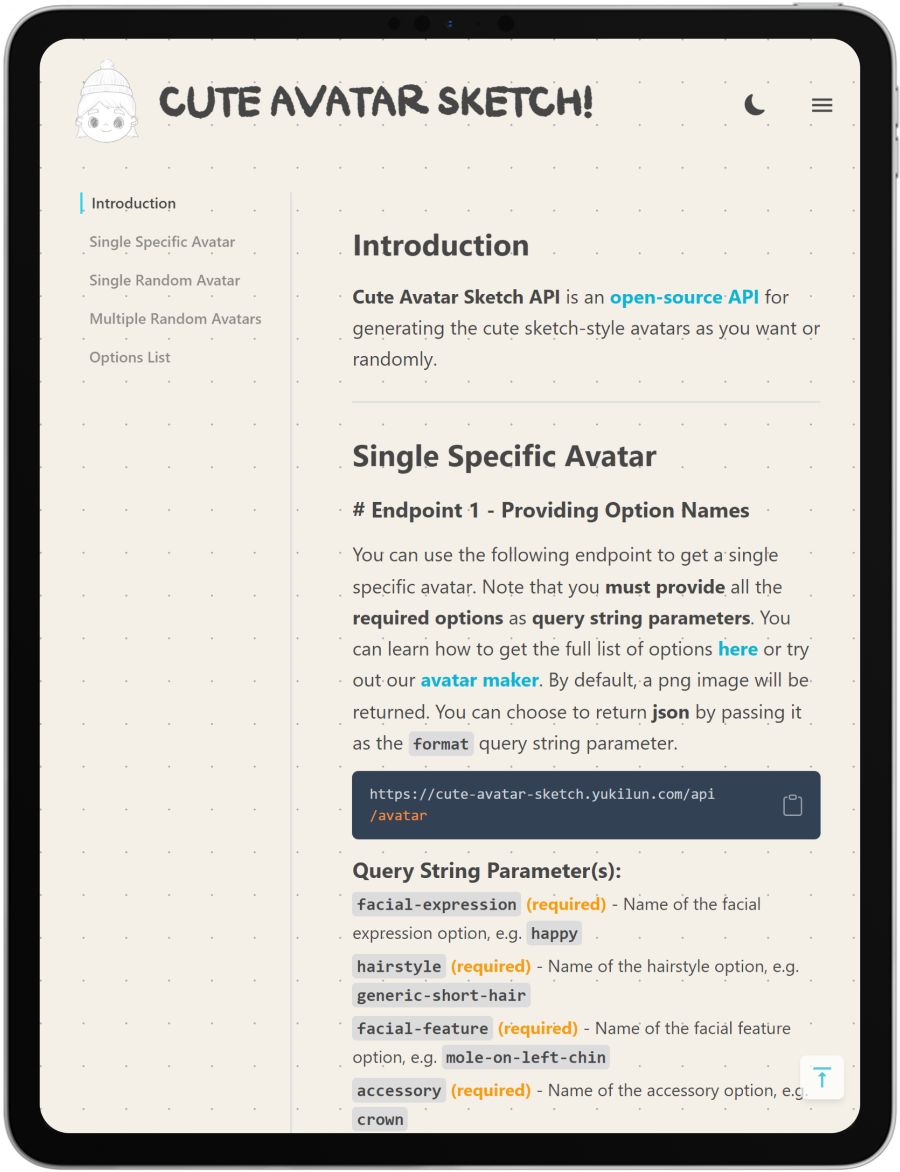 CUTE AVATAR SKETCH!
Introduction
Single Specific Avatar
Single Random Avatar
Multiple Random Avatars
Options List
Introduction
Cute Avatar Sketch API is an open-source API for
generating the cute sketch-style avatars as you want or
randomly.
Single Specific Avatar
# Endpoint 1 - Providing Option Names
You can use the following endpoint to get a single
specific avatar. Note that you must provide all the
required options as query string parameters. You
can learn how to get the full list of options here or try
out our avatar maker. By default, a png image will be
returned. You can choose to return json by passing it
as the format query string parameter.
https://cute-avatar-sketch.yukilun.com/api
/avatar
Query String Parameter(s):
facial-expression (required) - Name of the facial
expression option, e.g. happy
hairstyle (required) - Name of the hairstyle option, e.g.
generic-short-hair
facial-feature (required) - Name of the facial feature
option, e.g. mole-on-left-chin
accessory (required) - Name of the accessory option, e.g.
crown